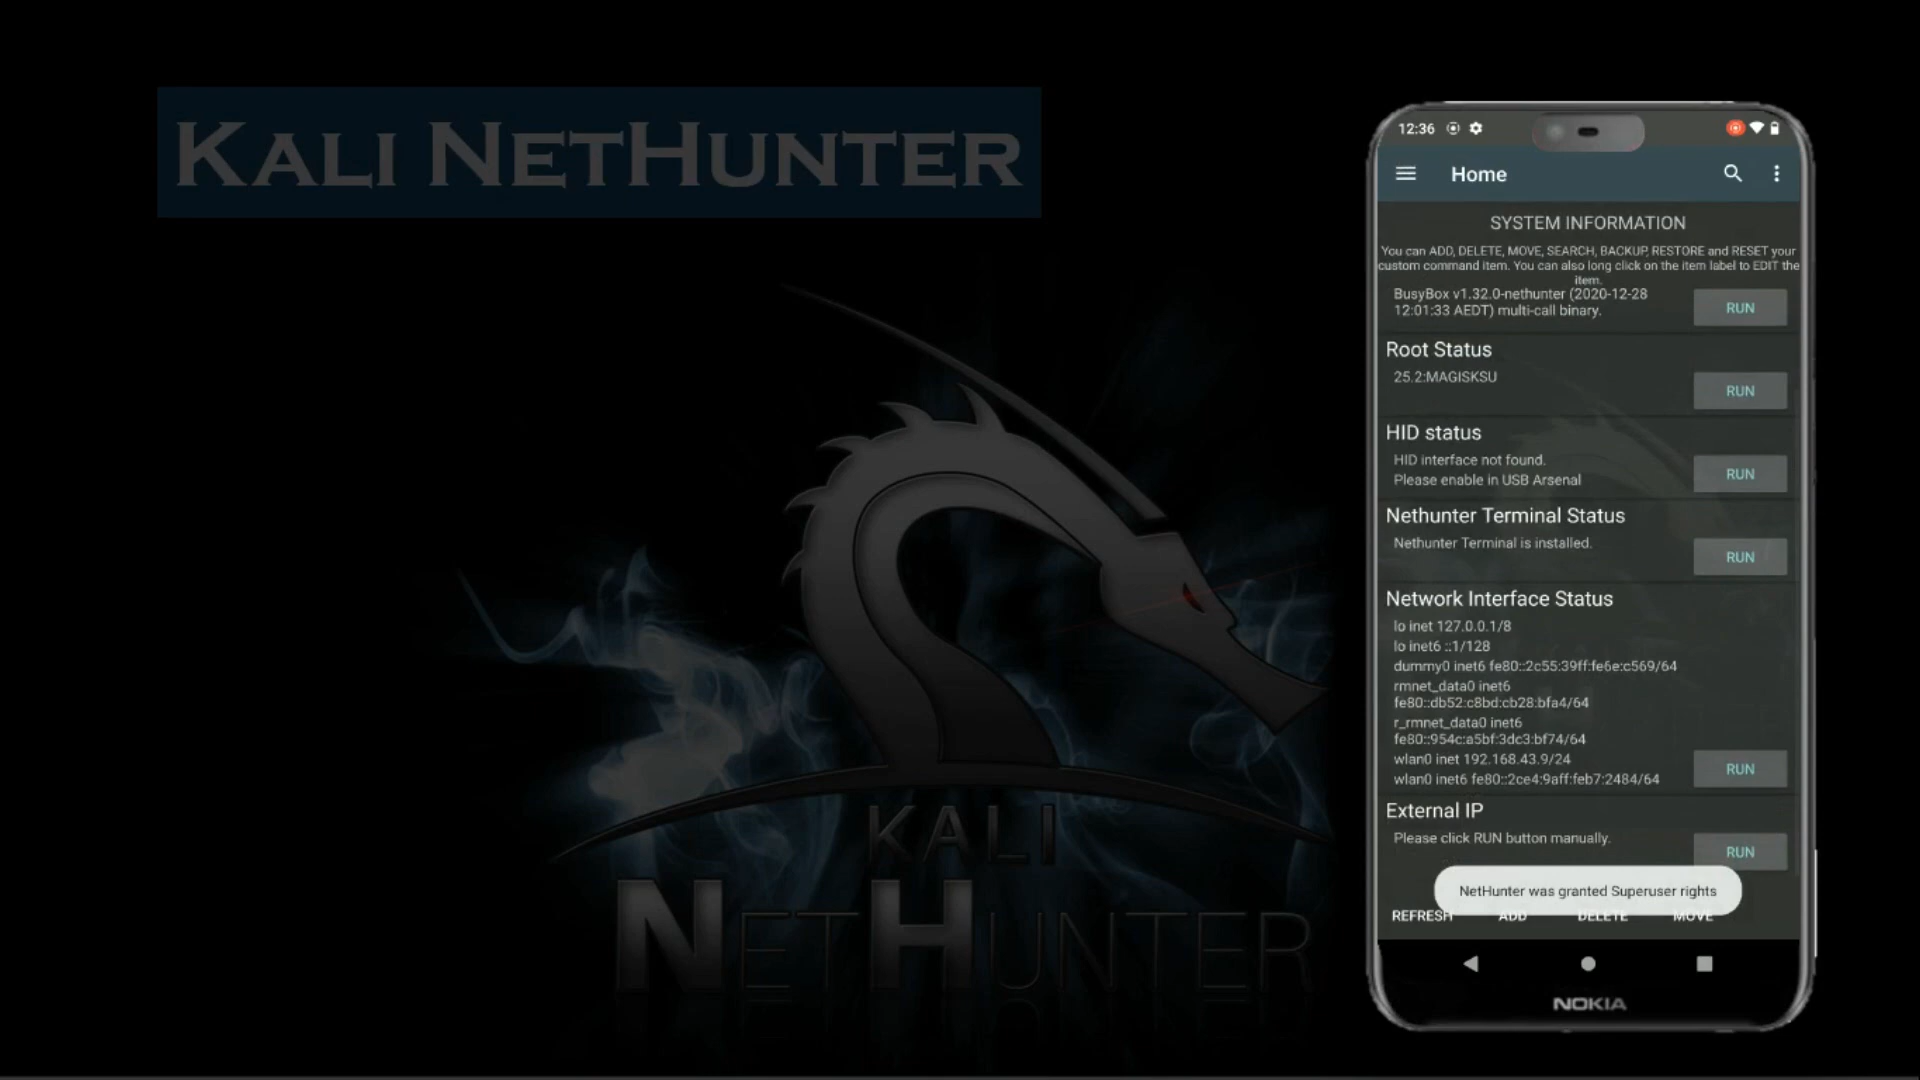 KALI NETHUNTER
KALI
NETHUNTER
12:36
Home
SYSTEM INFORMATION
You can ADD, DELETE, MOVE, SEARCH, BACKUP, RESTORE and RESET your
custom command item. You can also long click on the item label to EDIT the
item.
BusyBox v1.32.0-nethunter (2020-12-28
12:01:33 AEDT) multi-call binary.
RUN
Root Status
25.2:MAGISKSU
RUN
HID status
HID interface not found.
Please enable in USB Arsenal
RUN
Nethunter Terminal Status
Nethunter Terminal is installed.
RUN
Network Interface Status
lo inet 127.0.0.1/8
lo inet6 ::1/128
dummy0 inet6 fe80::2c55:39ff:fe6e:c569/64
rmnet_data0 inet6
fe80::db52:c8bd:cb28:bfa4/64
r_rmnet_data0 inet6
fe80::954c:a5bf:3dc3:bf74/64
wlan0 inet 192.168.43.9/24
wlan0 inet6 fe80::2ce4:9aff:feb7:2484/64
RUN
External IP
Please click RUN button manually.
RUN
NetHunter was granted Superuser rights
REFRESH ADD DELETE MOVE
NOKIA